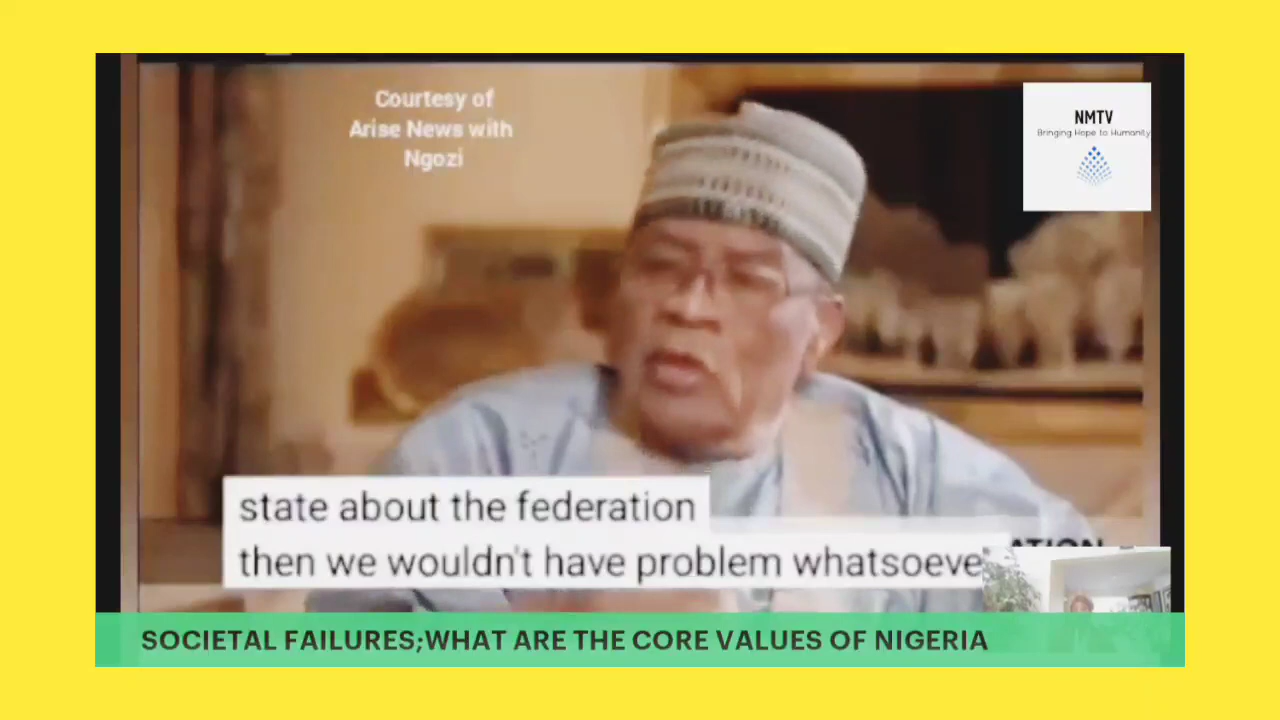 Courtesy of
Arise News with
Ngozi
NMTV
Bringing Hope to Humanity
state about the federation
then we wouldn't have problem whatsoeve
SOCIETAL FAILURES;WHAT ARE THE CORE VALUES OF NIGERIA